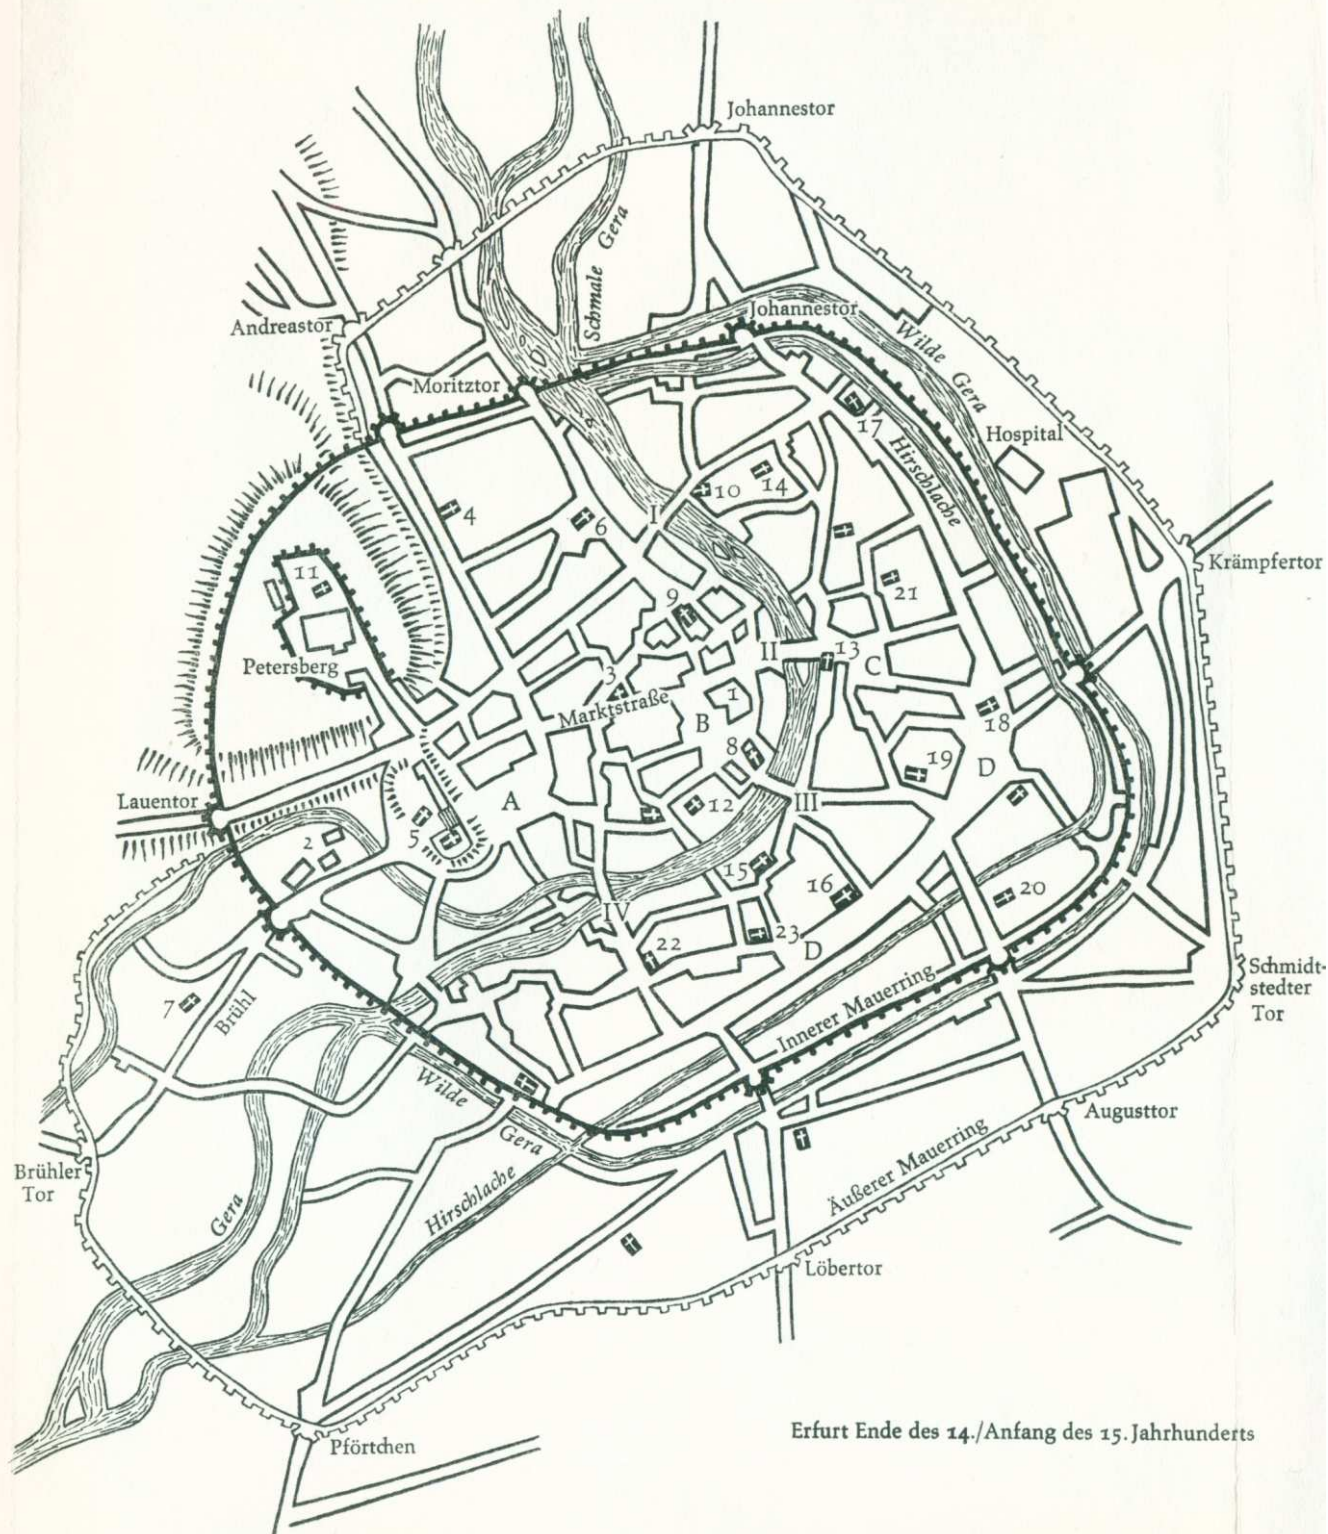 Johannestor
Schmale Gera
Andreastor
Johannestor
Wilde Gera
Moritztor
Hospital
17
Hirschlache
10
14
4
6
I
Krämpfertor
11
21
9
Petersberg
3
II
13
C
Marktstraße
1
B
18
8
19
D
Lauentor
A
12
III
2
5
15
16
20
IV
22
23
D
Schmidt-
stedter
Tor
7
Brühl
Innerer Mauerring
Wilde
Gera
Augusttor
Äußerer Mauerring
Brühler
Tor
Gera
Hirschlache
Löbertor
Pförtchen
Erfurt Ende des 14./Anfang des 15. Jahrhunderts